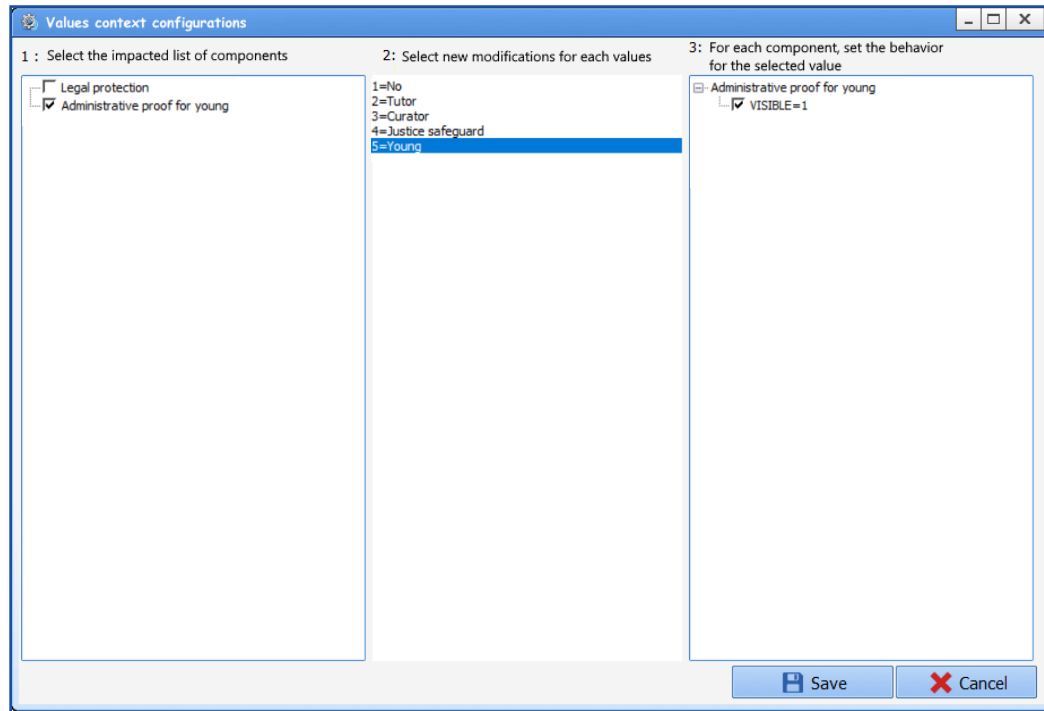 Values context configurations
1 : Select the impacted list of components
Legal protection
Administrative proof for young
2: Select new modifications for each values
1=No
2=Tutor
3=Curator
4=Justice safeguard
5=Young
3: For each component, set the behavior
for the selected value
Administrative proof for young
VISIBLE=1
Save
Cancel